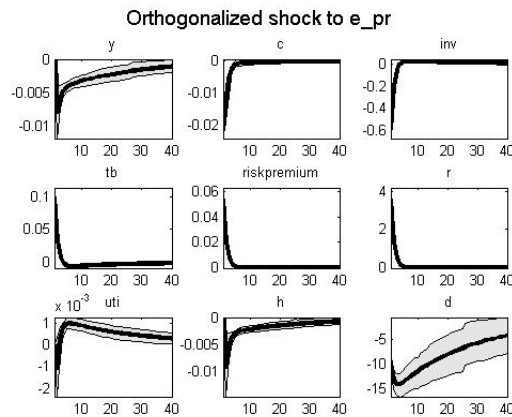 Orthogonalized shock to e_pr
y c inv
0 0 0
-0.005 -0.01 -0.2
-0.01 -0.02 -0.4
-0.6
10 20 30 40 10 20 30 40 10 20 30 40
tb riskpremium r
0.1 0.06 4
0.05 0.04 2
0.02
0 0 0
10 20 30 40 10 20 30 40 10 20 30 40
x 10⁻³ uti h d
1 0 -5
0 -0.005 -10
-1 -0.01 -15
-2
10 20 30 40 10 20 30 40 10 20 30 40